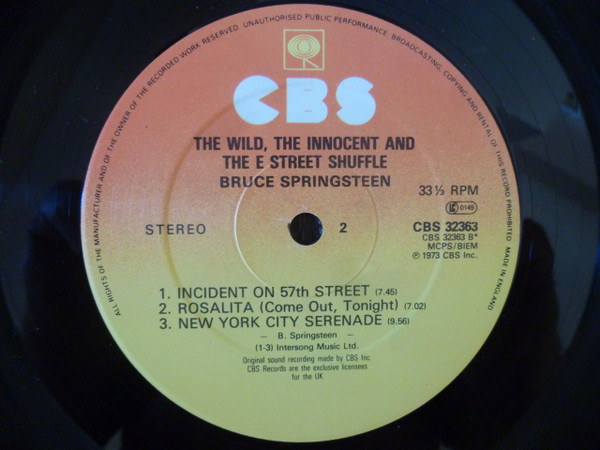 ALL RIGHTS OF THE MANUFACTURER AND OF THE OWNER OF THE RECORDED WORK RESERVED. UNAUTHORISED PUBLIC PERFORMANCE, BROADCASTING, COPYING AND RENTAL OF THIS RECORD PROHIBITED. MADE IN ENGLAND
CBS
THE WILD, THE INNOCENT AND
THE E STREET SHUFFLE
BRUCE SPRINGSTEEN
33⅓ RPM
0149
STEREO
2
CBS 32363
CBS 32363 B*
MCPS/BIEM
℗ 1973 CBS Inc.
1. INCIDENT ON 57th STREET (7.45)
2. ROSALITA (Come Out, Tonight) (7.02)
3. NEW YORK CITY SERENADE (9.56)
— B. Springsteen —
(1-3) Intersong Music Ltd.
Original sound recording made by CBS Inc.
CBS Records are the exclusive licensees
for the UK